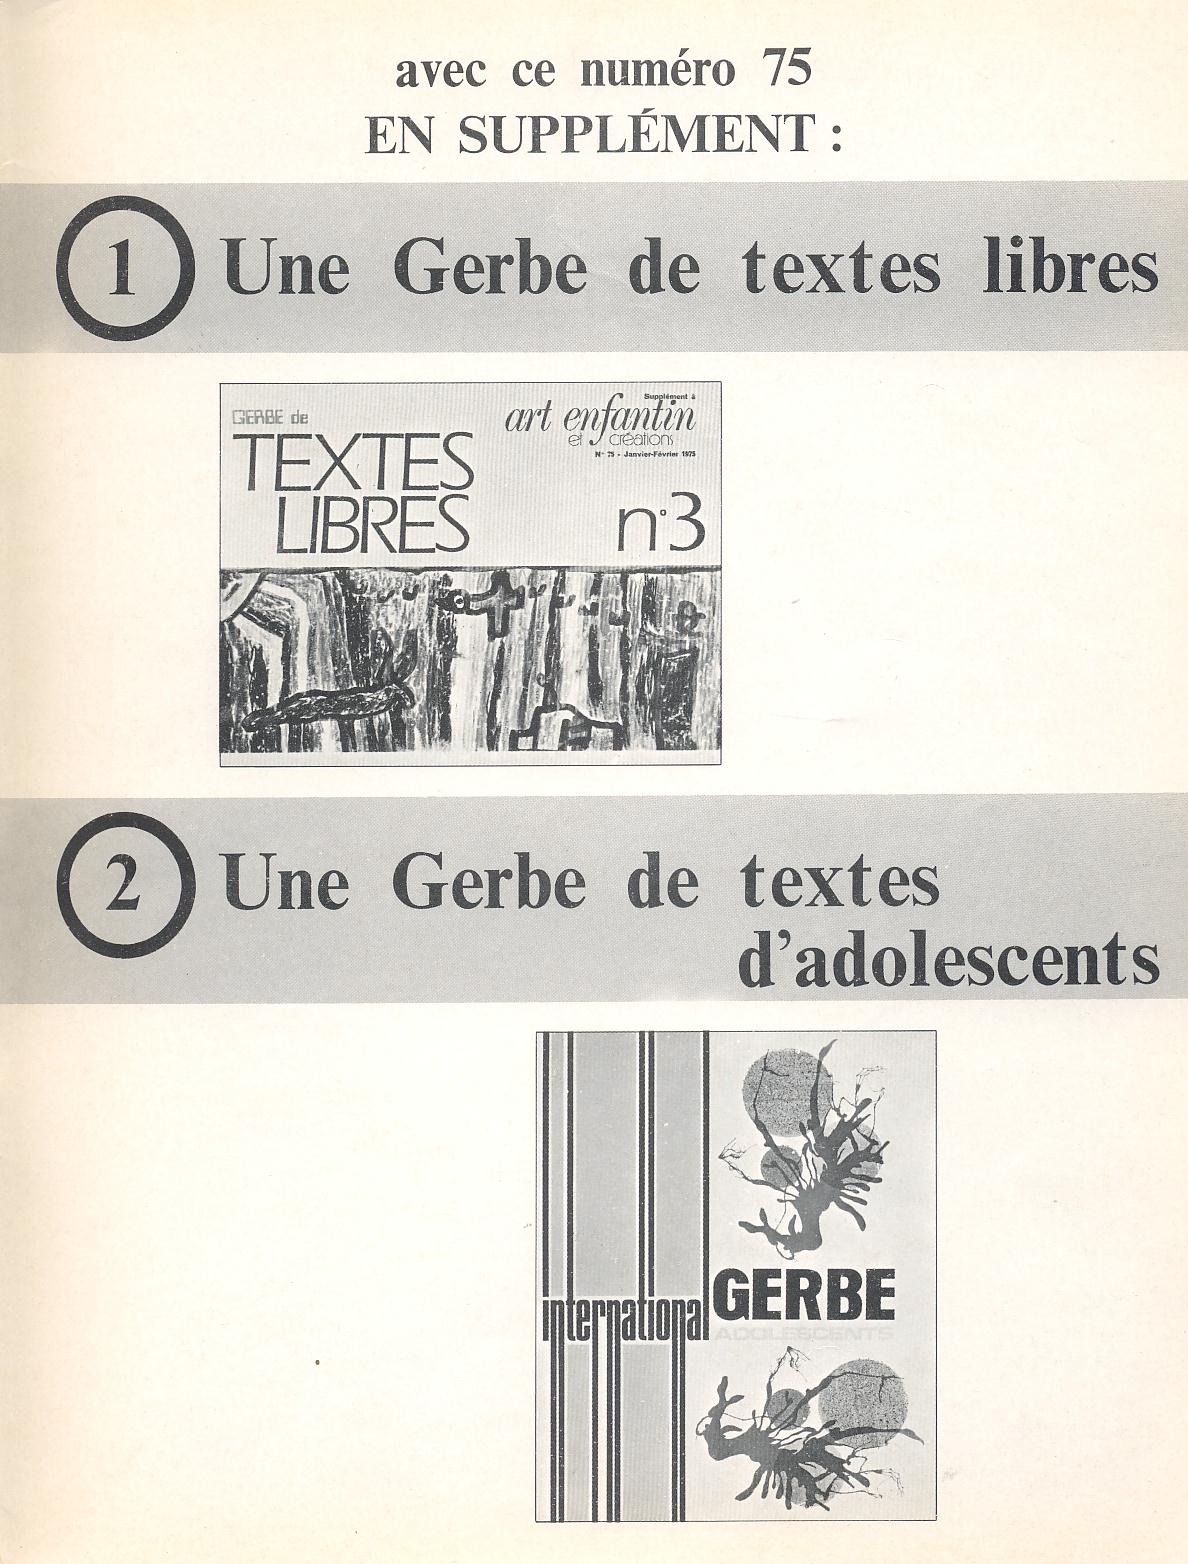 avec ce numéro 75
EN SUPPLÉMENT :
1 Une Gerbe de textes libres
GERBE de
TEXTES
LIBRES
Supplément à
art enfantin
et créations
N° 75 - Janvier-Février 1975
n°3
2 Une Gerbe de textes
d'adolescents
international
GERBE
ADOLESCENTS